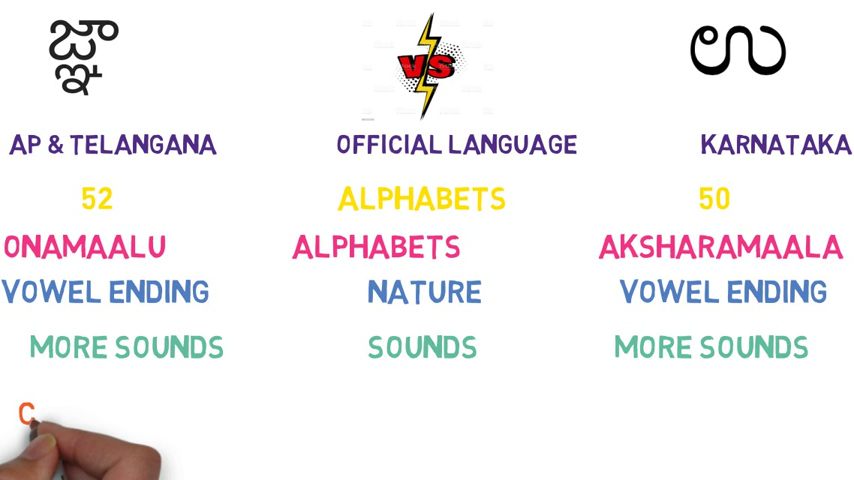 జ్ఞా VS ಉ
AP & TELANGANA OFFICIAL LANGUAGE KARNATAKA
52 ALPHABETS 50
ONAMAALU ALPHABETS AKSHARAMAALA
VOWEL ENDING NATURE VOWEL ENDING
MORE SOUNDS SOUNDS MORE SOUNDS
C